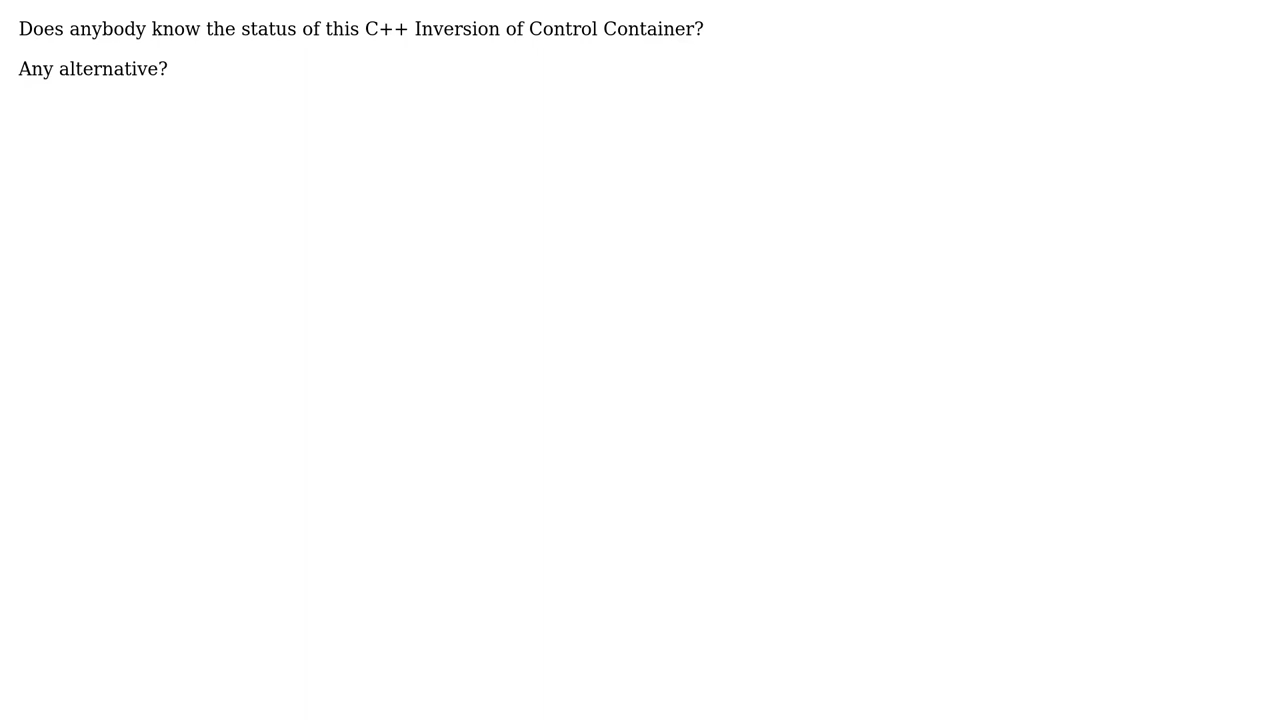 Does anybody know the status of this C++ Inversion of Control Container?
Any alternative?